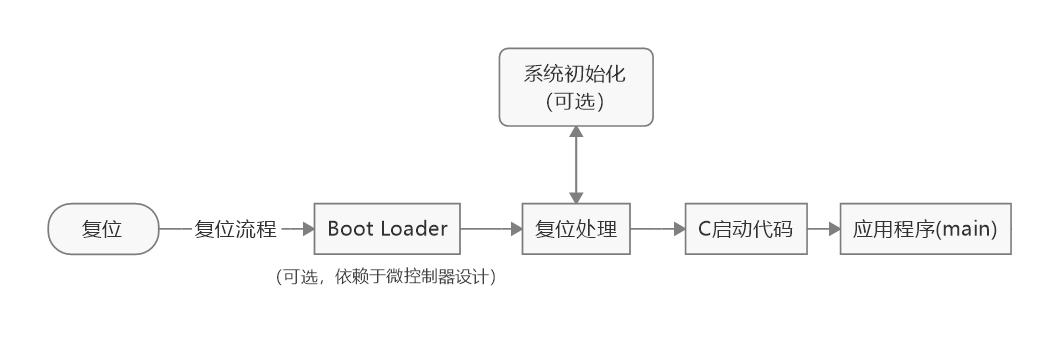 系统初始化
(可选)
复位
复位流程
Boot Loader
复位处理
C启动代码
应用程序(main)
(可选，依赖于微控制器设计)